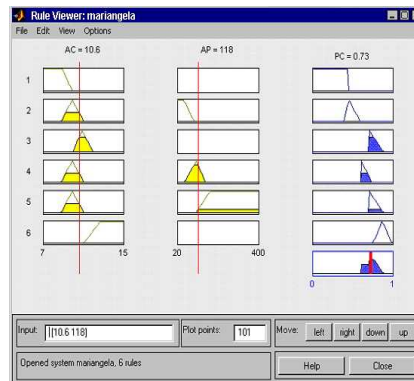 Rule Viewer: mariangela
File Edit View Options
AC = 10.6 AP = 118 PC = 0.73
1
2
3
4
5
6
7 15 20 400
0 1
Input: [10.6 118] Plot points: 101 Move: left right down up
Opened system mariangela, 6 rules Help Close